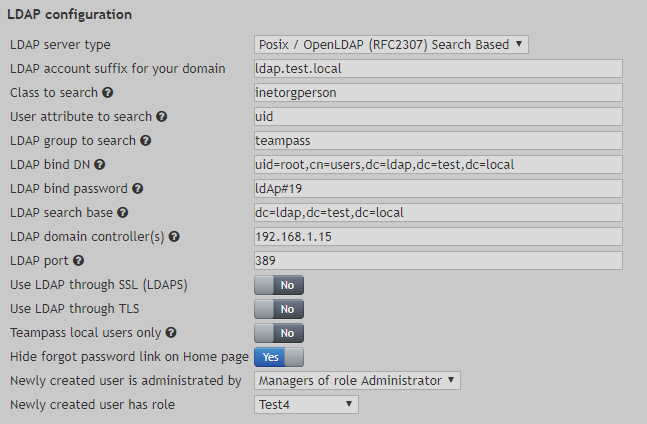 LDAP configuration
LDAP server type Posix / OpenLDAP (RFC2307) Search Based
LDAP account suffix for your domain ldap.test.local
Class to search inetorgperson
User attribute to search uid
LDAP group to search teampass
LDAP bind DN uid=root,cn=users,dc=ldap,dc=test,dc=local
LDAP bind password ldAp#19
LDAP search base dc=ldap,dc=test,dc=local
LDAP domain controller(s) 192.168.1.15
LDAP port 389
Use LDAP through SSL (LDAPS) No
Use LDAP through TLS No
Teampass local users only No
Hide forgot password link on Home page Yes
Newly created user is administrated by Managers of role Administrator
Newly created user has role Test4